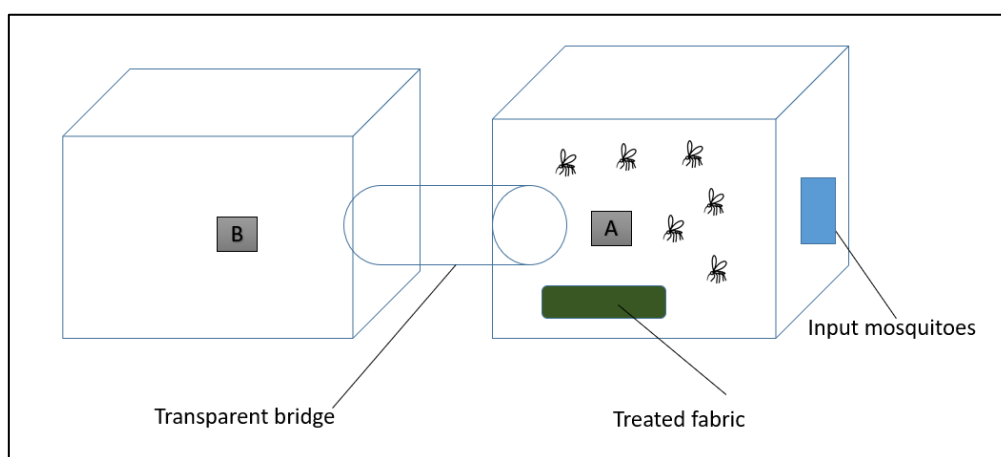 B
A
Input mosquitoes
Transparent bridge
Treated fabric